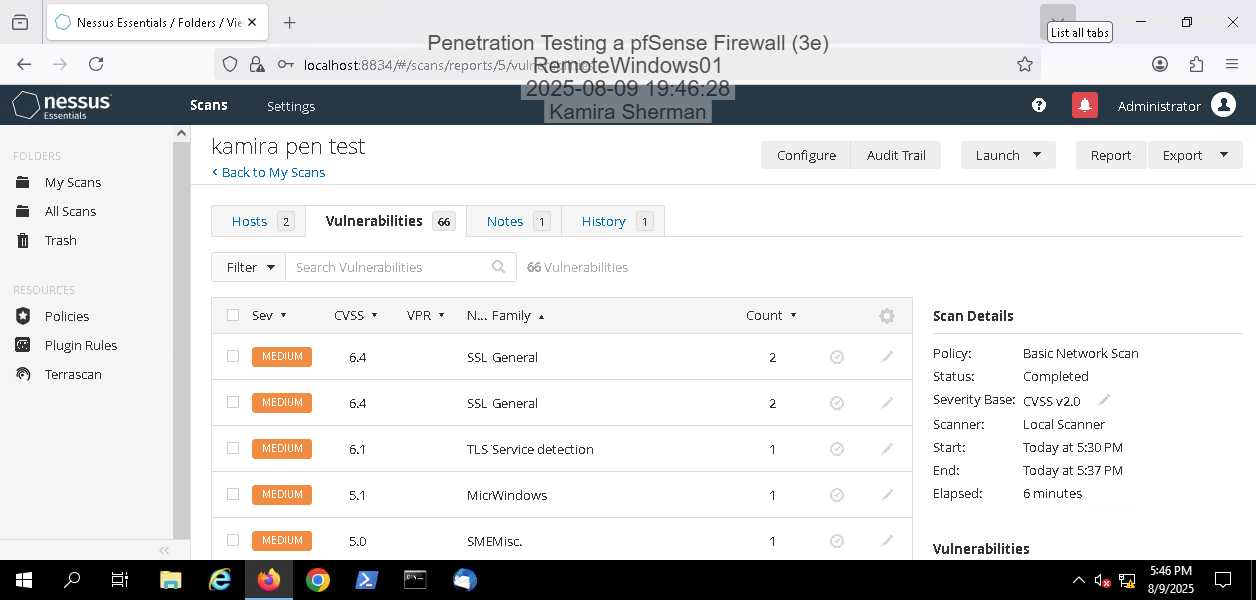 Nessus Essentials / Folders / Vie
List all tabs
Penetration Testing a pfSense Firewall (3e)
localhost:8834/#/scans/reports/5/vulne
RemoteWindows01
2025-08-09 19:46:28
Kamira Sherman
nessus Essentials
Scans Settings
Administrator
FOLDERS
My Scans
All Scans
Trash
RESOURCES
Policies
Plugin Rules
Terrascan
kamira pen test
Back to My Scans
Configure Audit Trail Launch Report Export
Hosts 2 Vulnerabilities 66 Notes 1 History 1
Filter Search Vulnerabilities 66 Vulnerabilities
Sev CVSS VPR N... Family Count
MEDIUM 6.4 SSL General 2
MEDIUM 6.4 SSL General 2
MEDIUM 6.1 TLS Service detection 1
MEDIUM 5.1 MicrWindows 1
MEDIUM 5.0 SMEMisc. 1
Scan Details
Policy: Basic Network Scan
Status: Completed
Severity Base: CVSS v2.0
Scanner: Local Scanner
Start: Today at 5:30 PM
End: Today at 5:37 PM
Elapsed: 6 minutes
Vulnerabilities
5:46 PM
8/9/2025